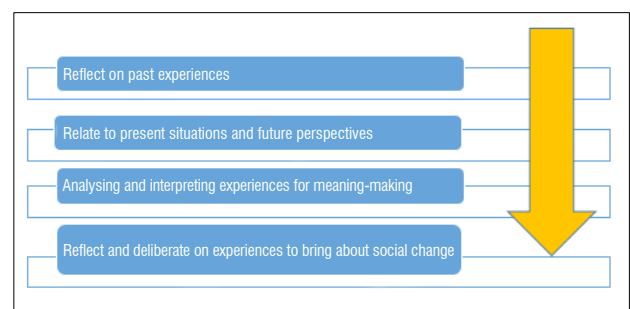 Reflect on past experiences
Relate to present situations and future perspectives
Analysing and interpreting experiences for meaning-making
Reflect and deliberate on experiences to bring about social change